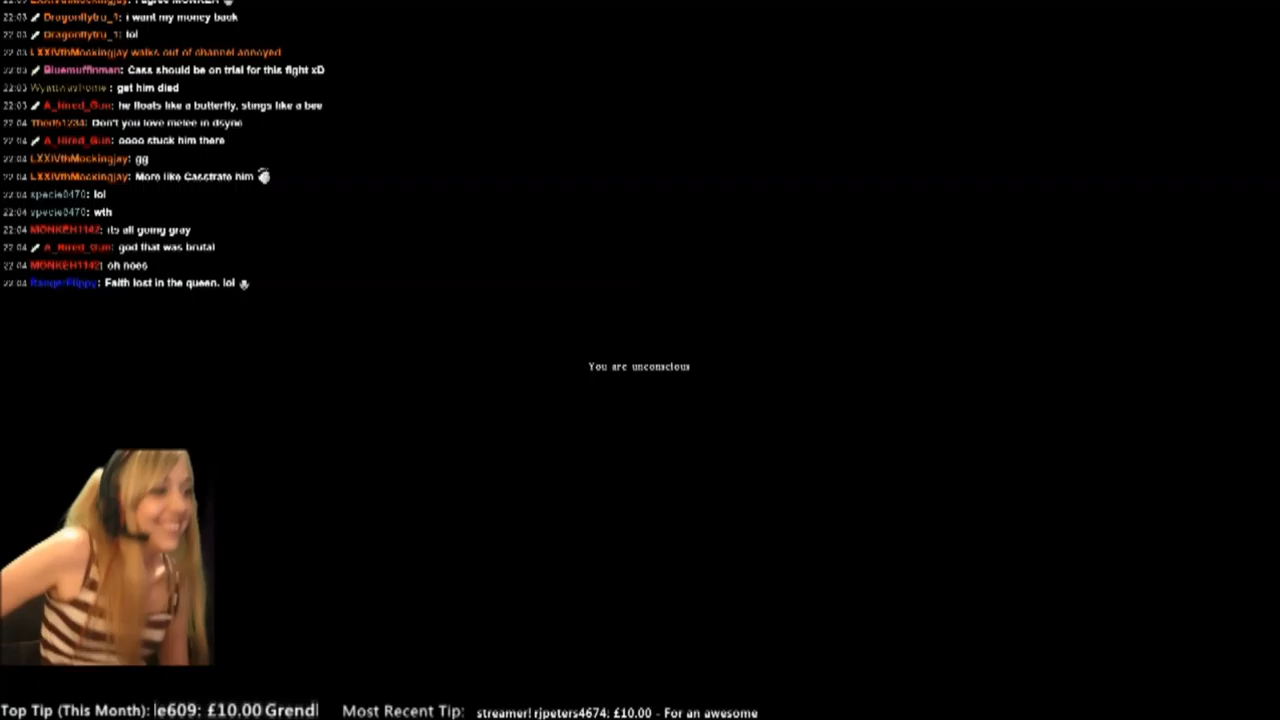 22:03 Dragonflytru_1: i want my money back
22:03 Dragonflytru_1: lol
22:03 LXXIVthMockingjay walks out of channel annoyed
22:03 Bluemuffinman: Cass should be on trial for this fight xD
22:03 : get him died
22:03 A_Hired_Gun: he floats like a butterfly, stings like a bee
22:04 Don't you love melee in dsync
22:04 A_Hired_Gun: oooo stuck him there
22:04 LXXIVthMockingjay: gg
22:04 LXXIVthMockingjay: More like Casstrate him
22:04 specie0470: lol
22:04 specie0470: wth
22:04 MONKEH1142: its all going gray
22:04 A_Hired_Gun: god that was brutal
22:04 MONKEH1142: oh noes
22:04 RangerFlippy: Faith lost in the queen. lol
You are unconscious
Top Tip (This Month): e609: £10.00 Grendl Most Recent Tip: streamer! rjpeters4674: £10.00 - For an awesome